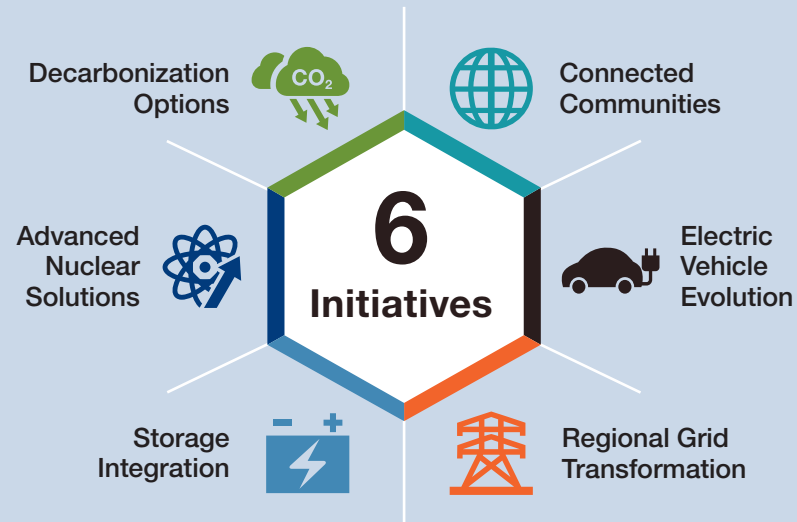 Decarbonization
Options
CO₂
Connected
Communities
Advanced
Nuclear
Solutions
6
Initiatives
Electric
Vehicle
Evolution
Storage
Integration
- +
Regional Grid
Transformation